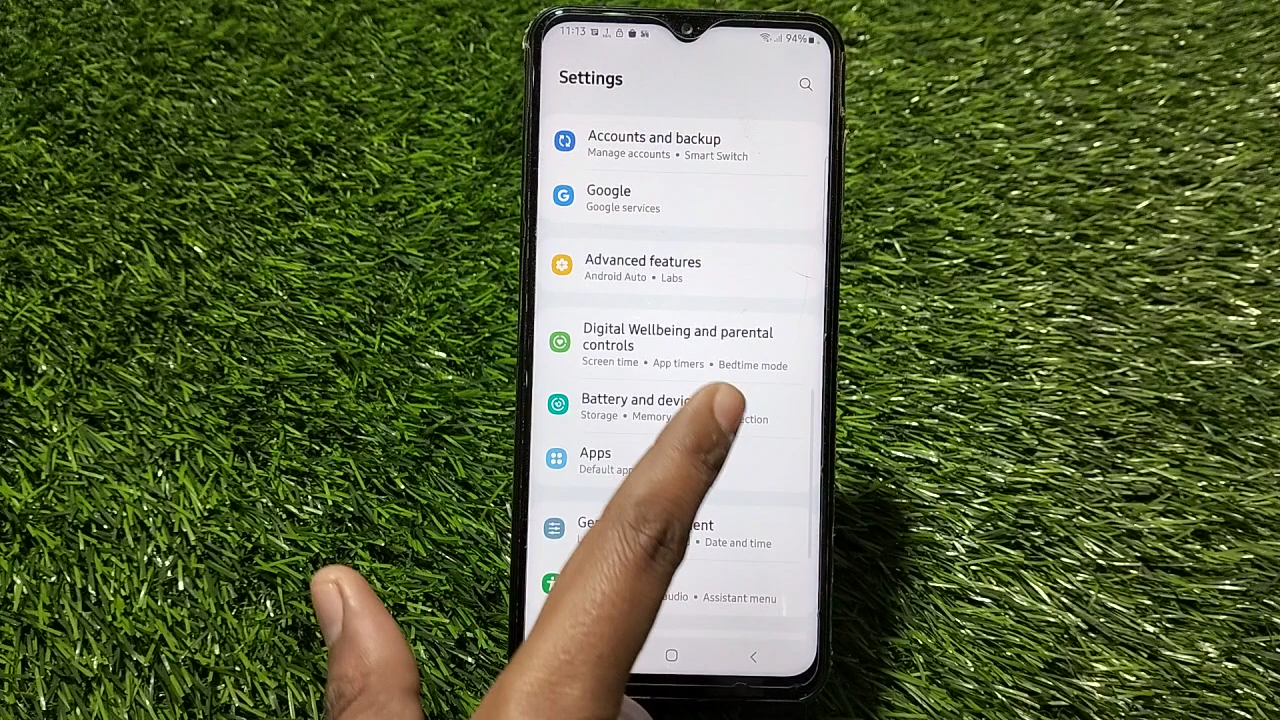 11:13
94%
Settings
Accounts and backup
Manage accounts • Smart Switch
Google
Google services
Advanced features
Android Auto • Labs
Digital Wellbeing and parental
controls
Screen time • App timers • Bedtime mode
Battery and devi
Storage • Memory ection
Apps
Default app
Ge ent
• Date and time
udio • Assistant menu